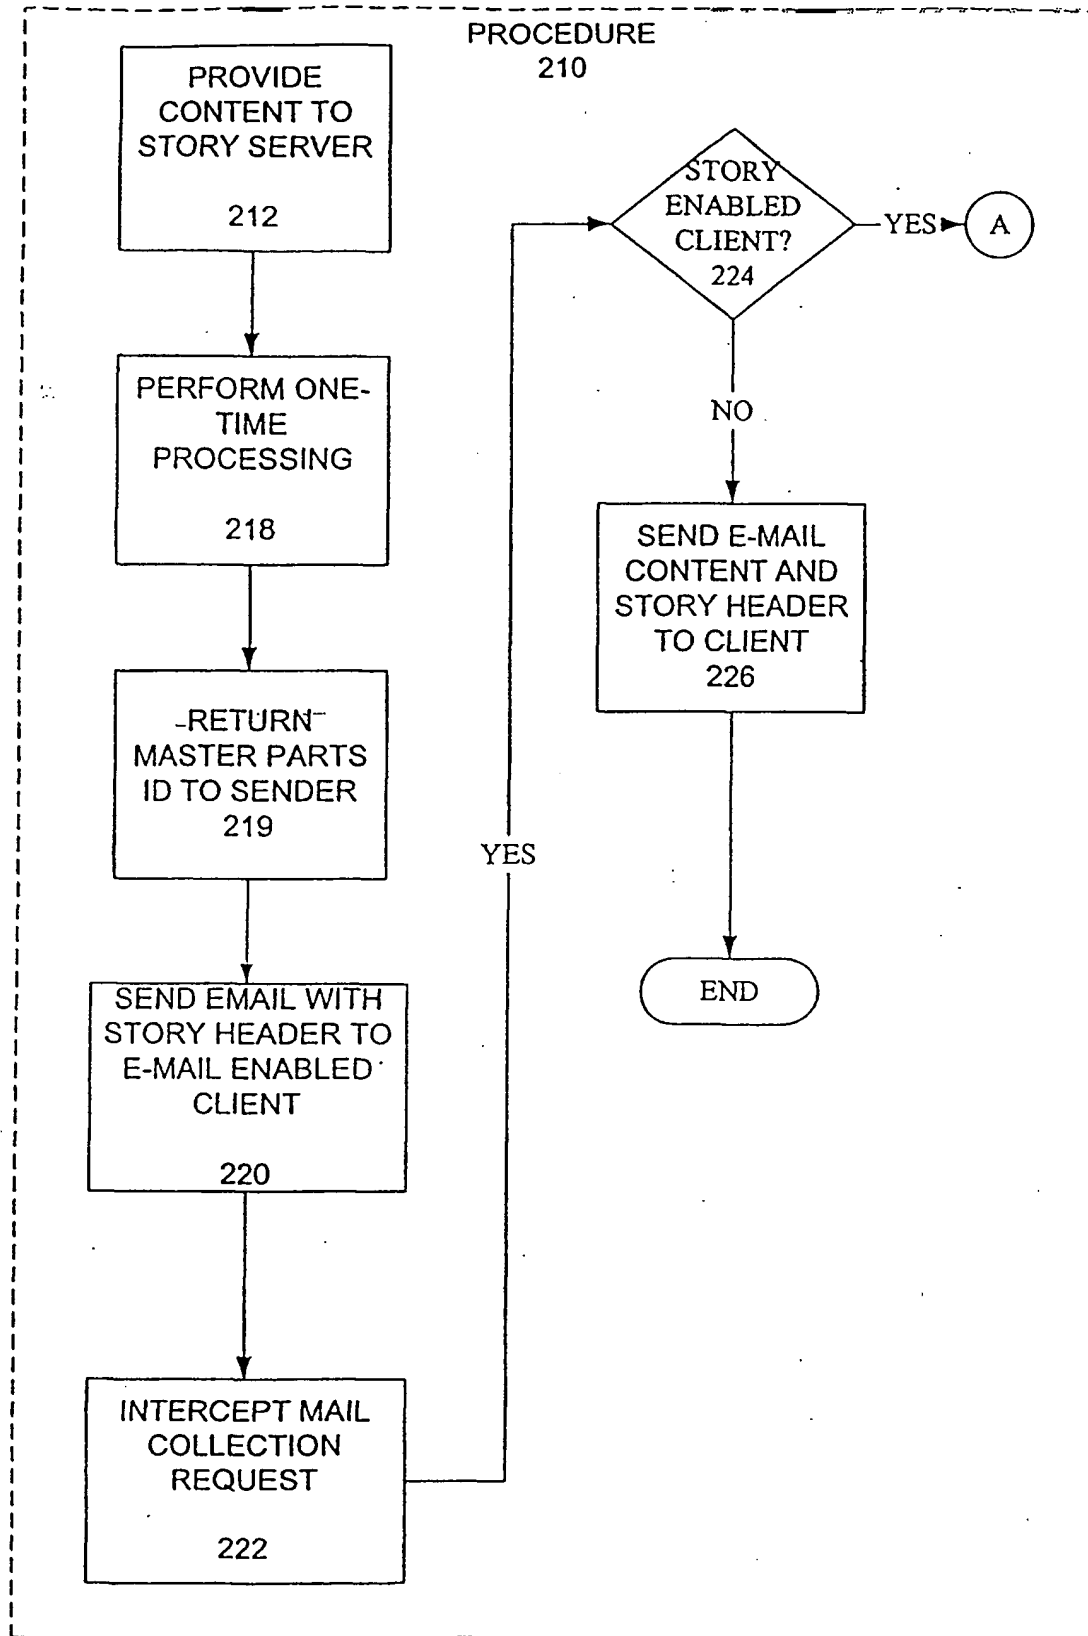 PROCEDURE
210
PROVIDE
CONTENT TO
STORY SERVER
212
PERFORM ONE-
TIME
PROCESSING
218
RETURN
MASTER PARTS
ID TO SENDER
219
SEND EMAIL WITH
STORY HEADER TO
E-MAIL ENABLED
CLIENT
220
INTERCEPT MAIL
COLLECTION
REQUEST
222
YES
STORY
ENABLED
CLIENT?
224
YES
A
NO
SEND E-MAIL
CONTENT AND
STORY HEADER
TO CLIENT
226
END